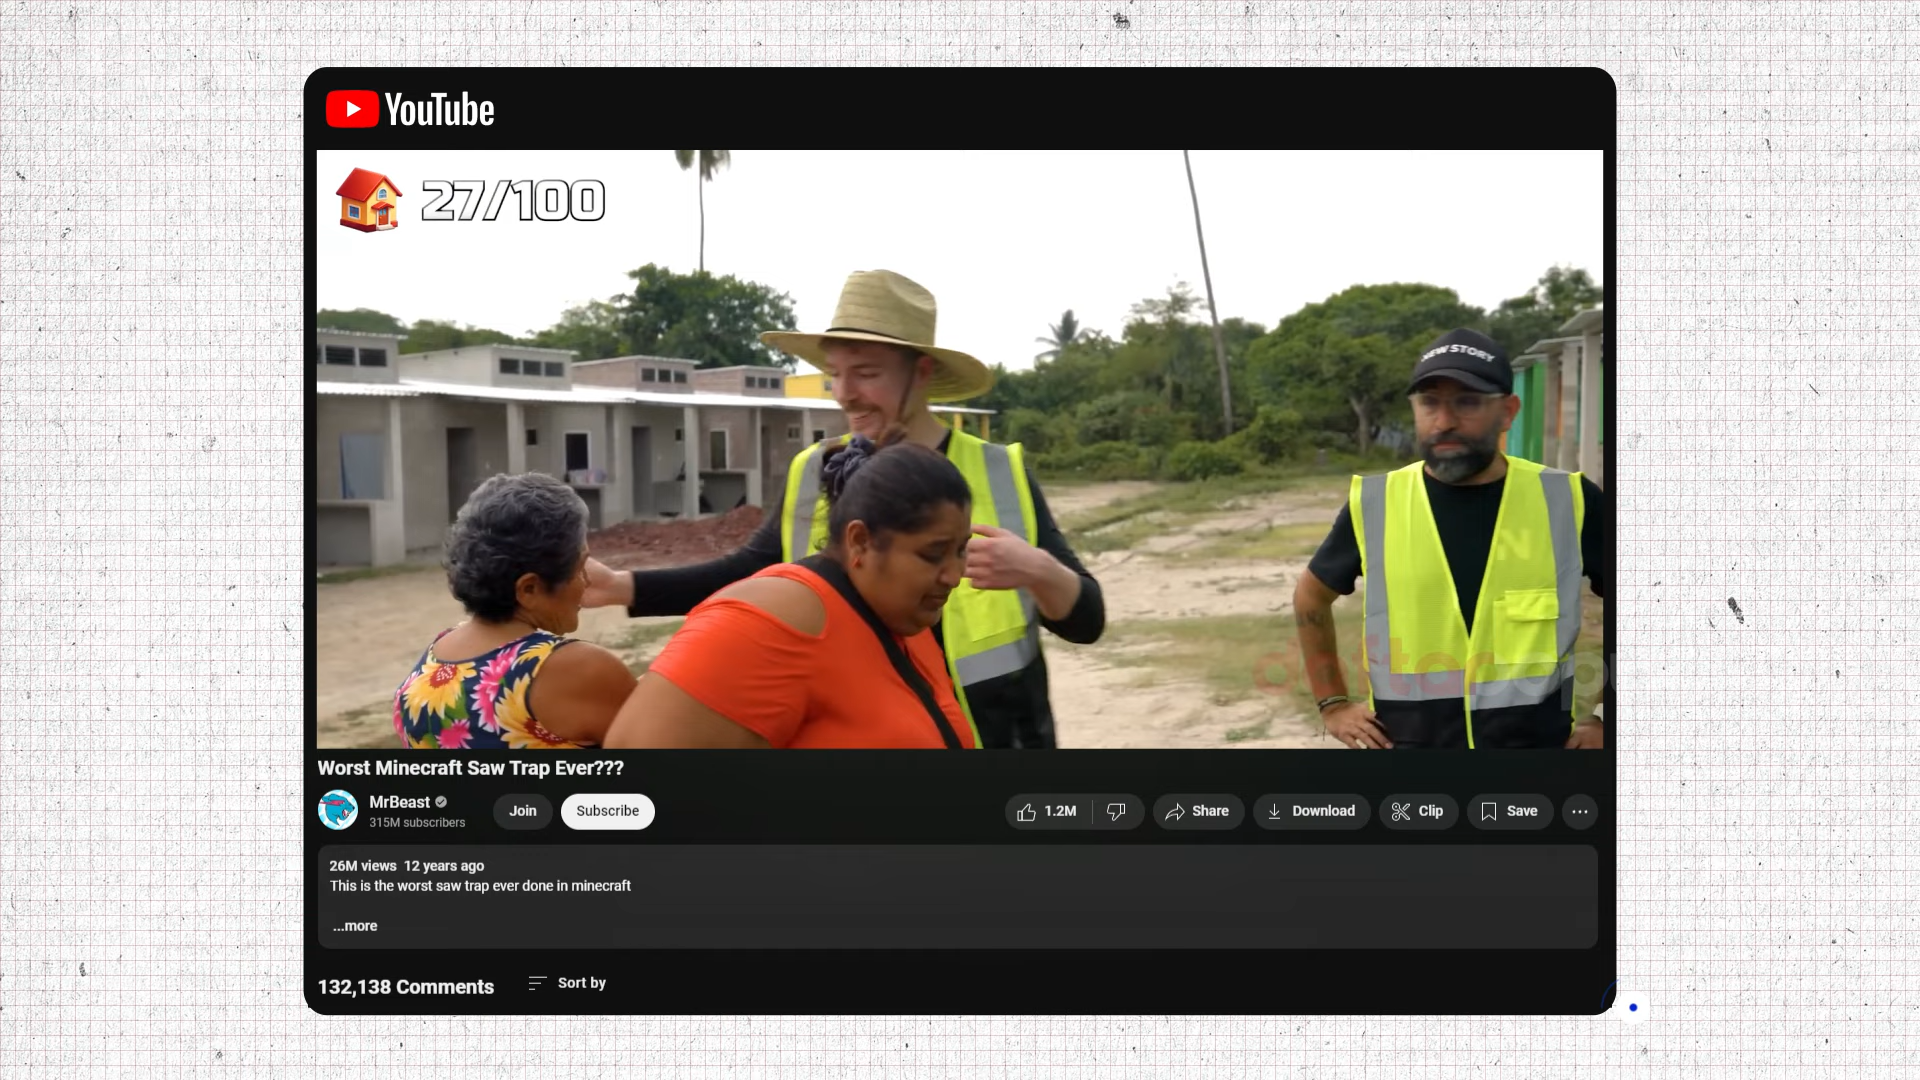 YouTube
27/100
NEW STORY
Worst Minecraft Saw Trap Ever???
MrBeast
315M subscribers
Join
Subscribe
1.2M
Share
Download
Clip
Save
26M views 12 years ago
This is the worst saw trap ever done in minecraft
...more
132,138 Comments
Sort by